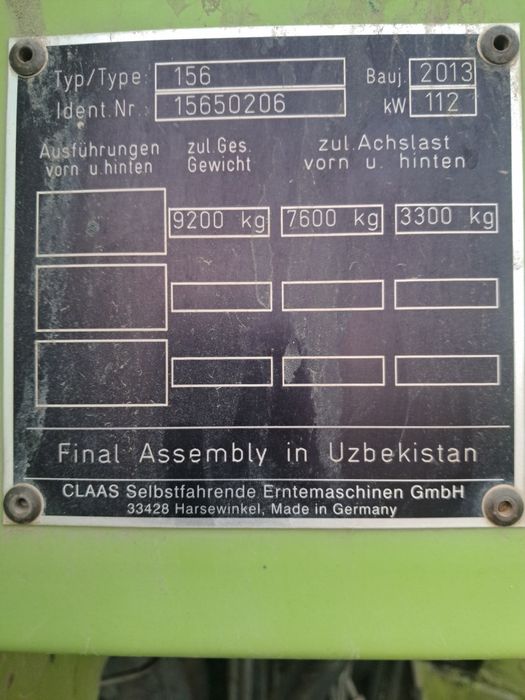 Typ/Type: 156 Bauj. 2013
Ident.Nr.: 15650206 kW 112
Ausführungen zul.Ges. zul.Achslast
vorn u.hinten Gewicht vorn u. hinten
9200 kg 7600 kg 3300 kg
Final Assembly in Uzbekistan
CLAAS Selbstfahrende Erntemaschinen GmbH
33428 Harsewinkel, Made in Germany